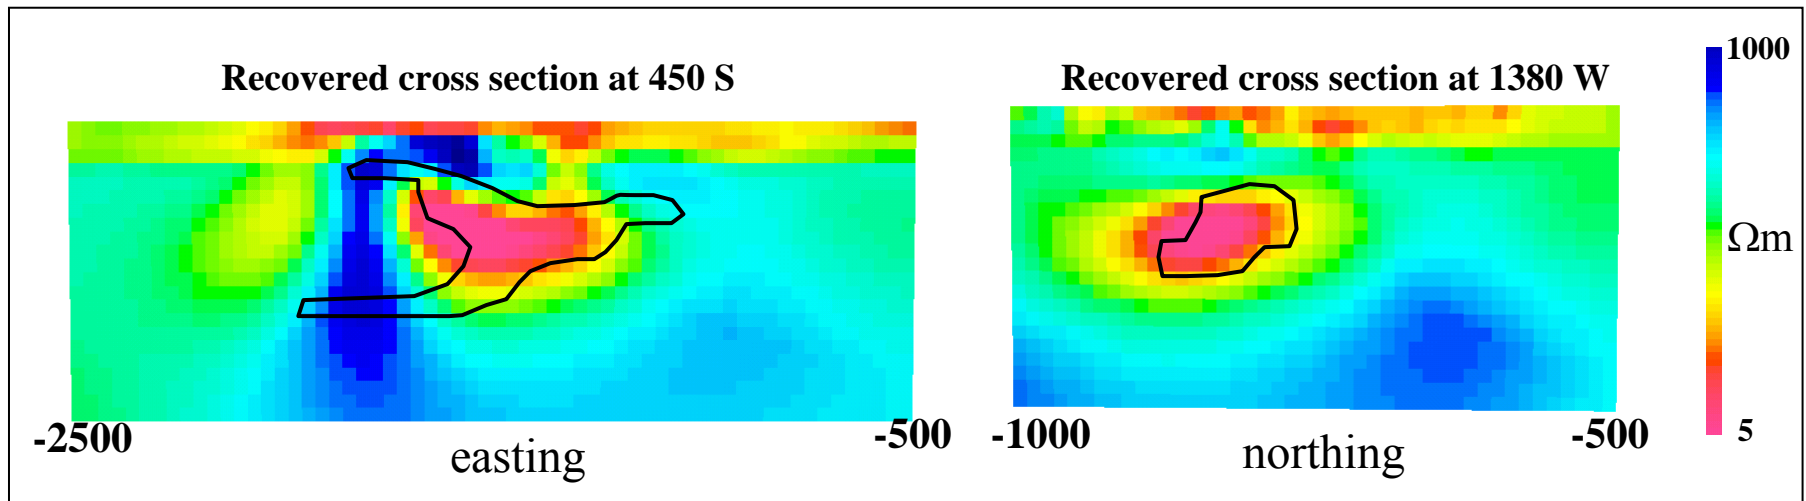 Recovered cross section at 450 S
-2500
-500
easting
Recovered cross section at 1380 W
-1000
-500
northing
1000
Ωm
5